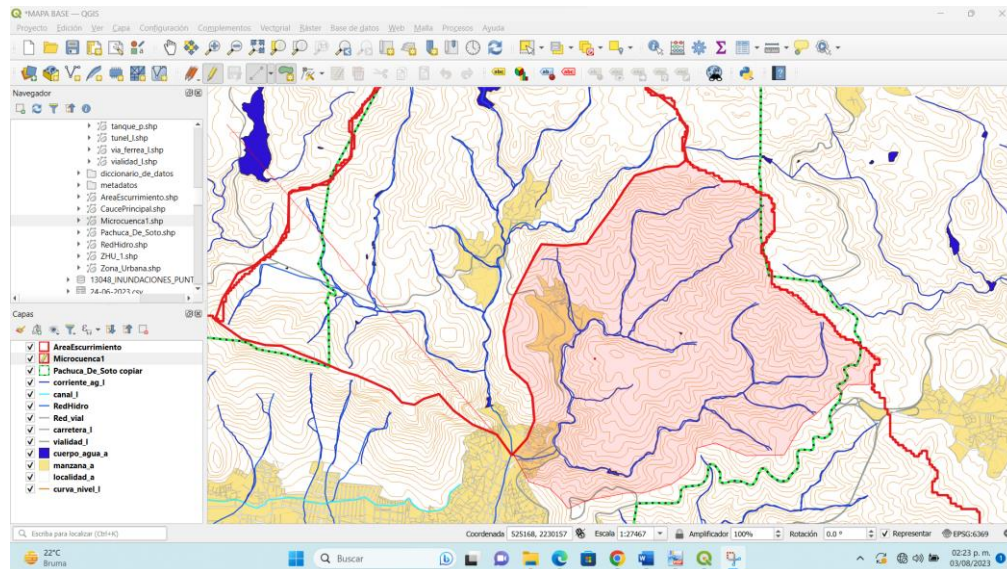 *MAPA BASE — QGIS
Proyecto Edición Ver Capa Configuración Complementos Vectorial Ráster Base de datos Web Malla Procesos Ayuda
Navegador
tanque_p.shp
tunel_l.shp
via_ferrea_l.shp
vialidad_l.shp
diccionario_de_datos
metadatos
AreaEscurrimiento.shp
CaucePrincipal.shp
Microcuenca1.shp
Pachuca_De_Soto.shp
RedHidro.shp
ZHU_1.shp
Zona_Urbana.shp
13048_INUNDACIONES_PUNT
24-06-2023.csv
Capas
AreaEscurrimiento
Microcuenca1
Pachuca_De_Soto copiar
corriente_ag_l
canal_l
RedHidro
Red_vial
carretera_l
vialidad_l
cuerpo_agua_a
manzana_a
localidad_a
curva_nivel_l
Escriba para localizar (Ctrl+K) Coordenada 525168, 2230157 Escala 1:27467 Amplificador 100% Rotación 0.0 ° Representar EPSG:6369
22°C
Bruma
Buscar
02:23 p. m.
03/08/2023